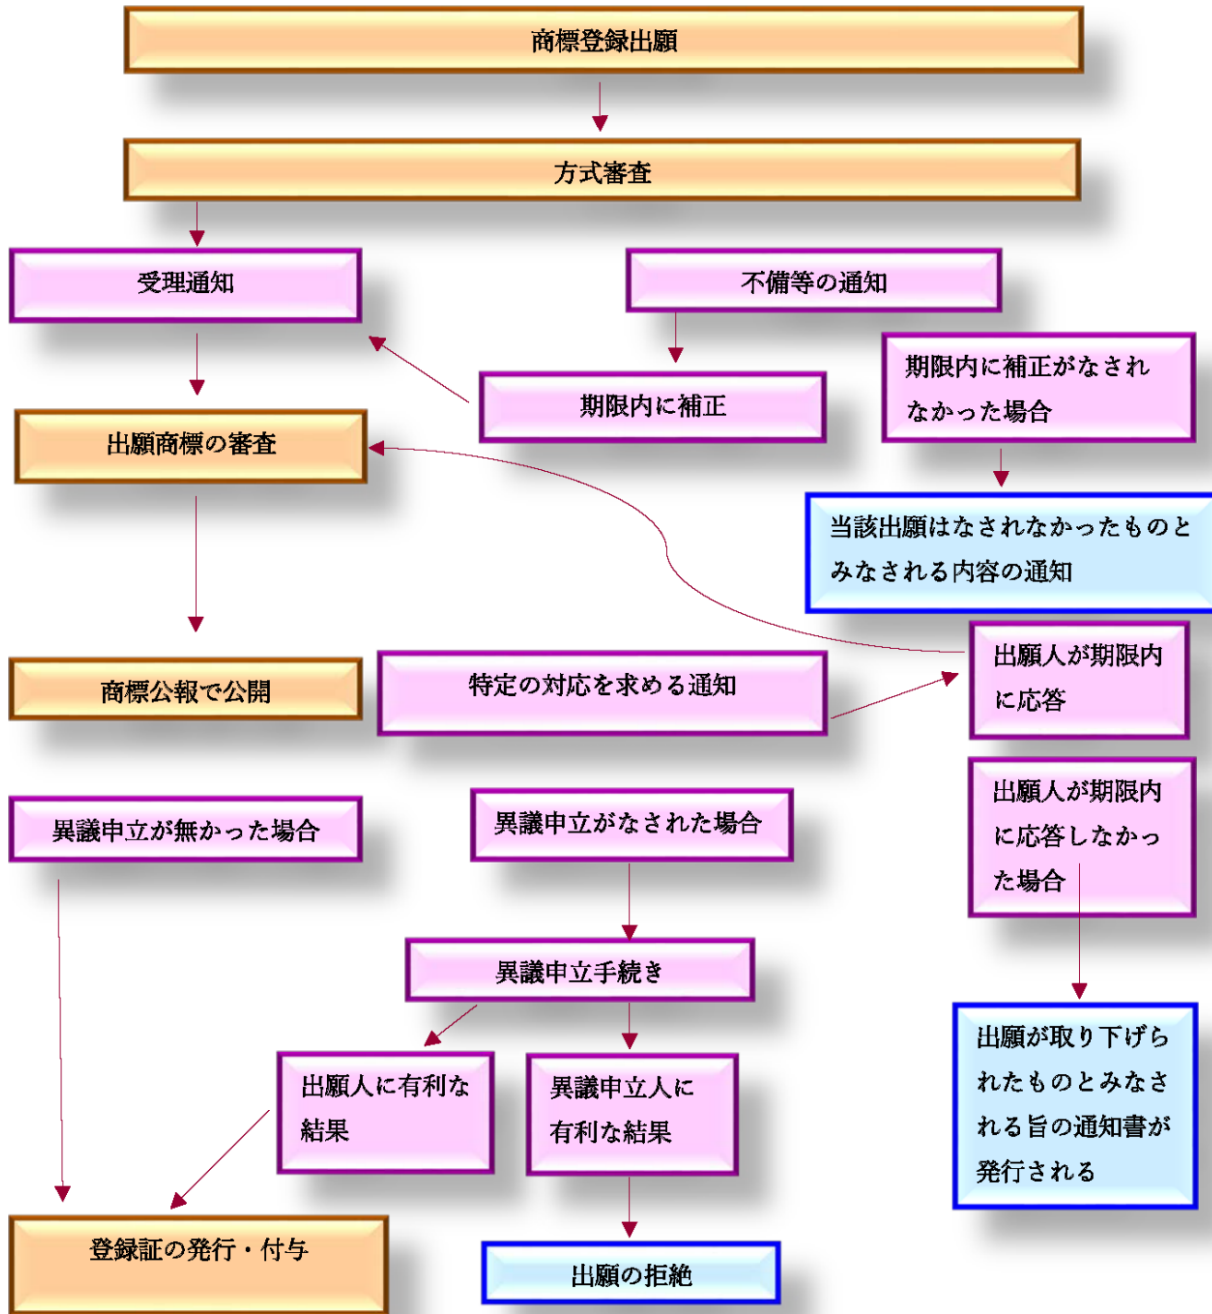 商標登録出願
方式審査
受理通知
不備等の通知
期限内に補正がなされ
なかった場合
期限内に補正
出願商標の審査
当該出願はなされなかったものと
みなされる内容の通知
商標公報で公開
特定の対応を求める通知
出願人が期限内
に応答
異議申立が無かった場合
異議申立がなされた場合
出願人が期限内
に応答しなかっ
た場合
異議申立手続き
出願人に有利な
結果
異議申立人に
有利な結果
出願が取り下げら
れたものとみなさ
れる旨の通知書が
発行される
登録証の発行・付与
出願の拒絶